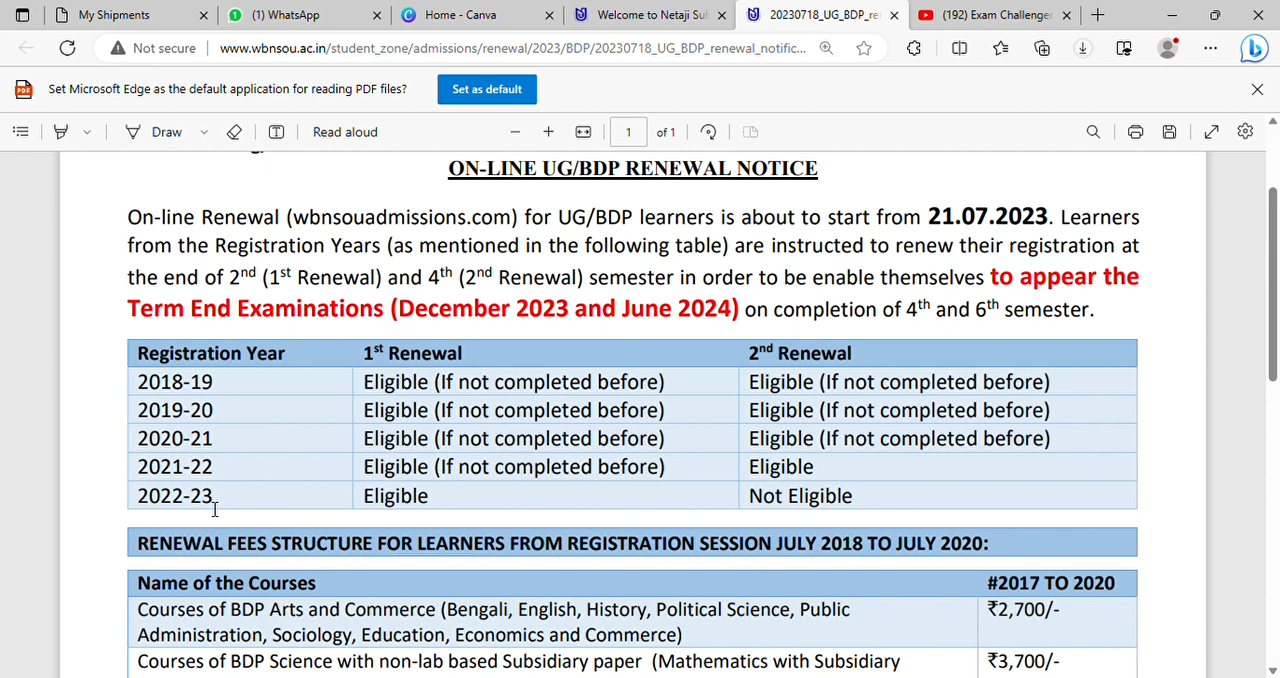 My Shipments
(1) WhatsApp
Home - Canva
Welcome to Netaji Sub
20230718_UG_BDP_re
(192) Exam Challenger
Not secure
www.wbnsou.ac.in/student_zone/admissions/renewal/2023/BDP/20230718_UG_BDP_renewal_notific...
Set Microsoft Edge as the default application for reading PDF files?
Set as default
Draw
Read aloud
1
of 1
ON-LINE UG/BDP RENEWAL NOTICE
On-line Renewal (wbnsouadmissions.com) for UG/BDP learners is about to start from 21.07.2023. Learners
from the Registration Years (as mentioned in the following table) are instructed to renew their registration at
the end of 2nd (1st Renewal) and 4th (2nd Renewal) semester in order to be enable themselves to appear the
Term End Examinations (December 2023 and June 2024) on completion of 4th and 6th semester.
Registration Year 1st Renewal 2nd Renewal
2018-19 Eligible (If not completed before) Eligible (If not completed before)
2019-20 Eligible (If not completed before) Eligible (If not completed before)
2020-21 Eligible (If not completed before) Eligible (If not completed before)
2021-22 Eligible (If not completed before) Eligible
2022-23 Eligible Not Eligible
RENEWAL FEES STRUCTURE FOR LEARNERS FROM REGISTRATION SESSION JULY 2018 TO JULY 2020:
Name of the Courses #2017 TO 2020
Courses of BDP Arts and Commerce (Bengali, English, History, Political Science, Public ₹2,700/-
Administration, Sociology, Education, Economics and Commerce)
Courses of BDP Science with non-lab based Subsidiary paper (Mathematics with Subsidiary ₹3,700/-